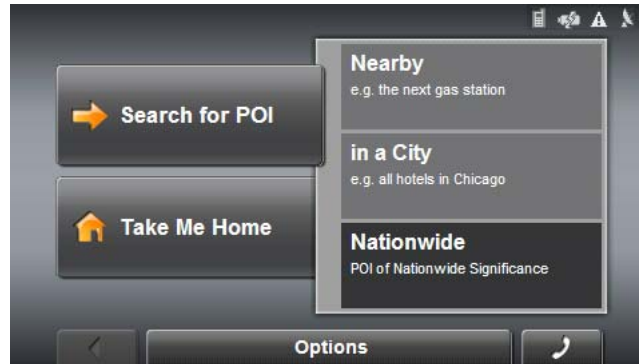 Search for POI
Take Me Home
Nearby
e.g. the next gas station
in a City
e.g. all hotels in Chicago
Nationwide
POI of Nationwide Significance
Options